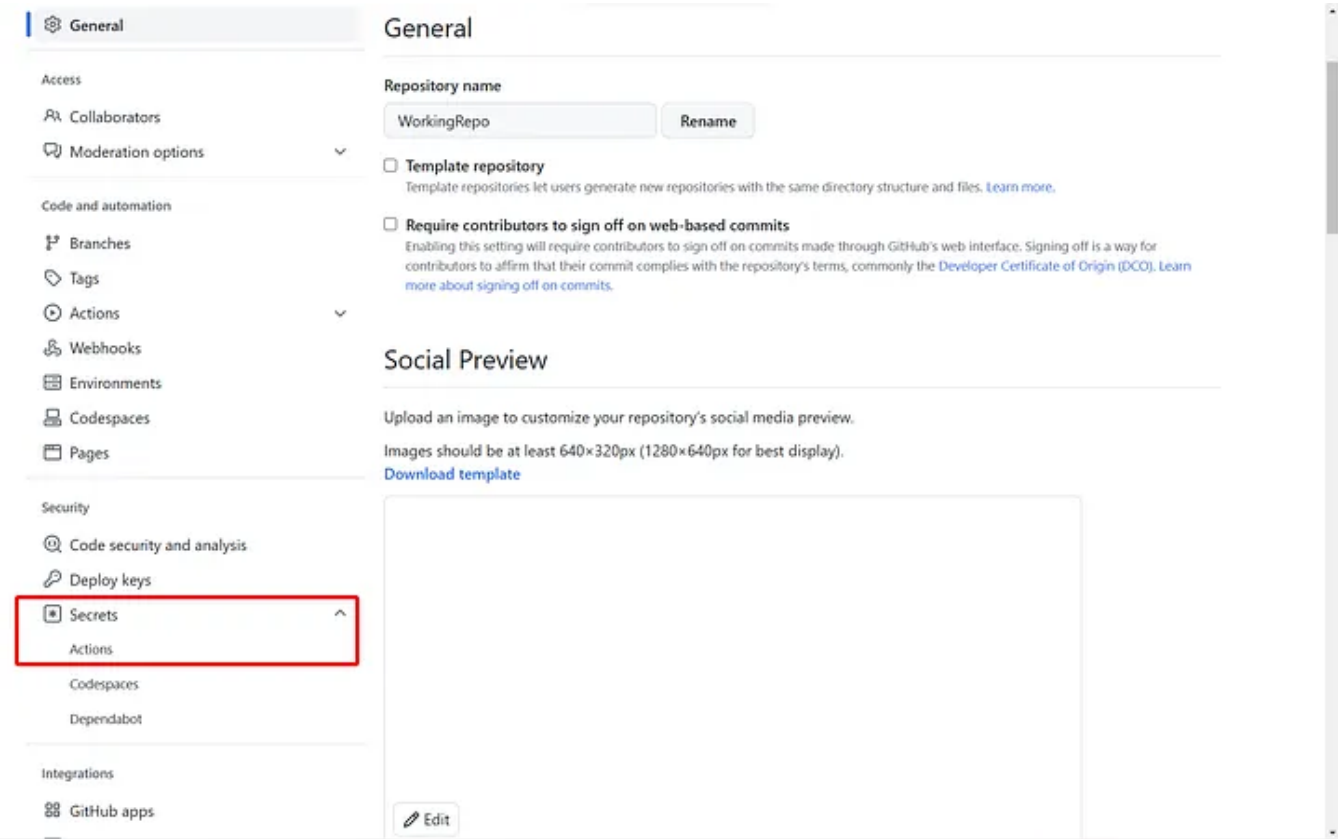 General
Access
Collaborators
Moderation options
Code and automation
Branches
Tags
Actions
Webhooks
Environments
Codespaces
Pages
Security
Code security and analysis
Deploy keys
Secrets
Actions
Codespaces
Dependabot
Integrations
GitHub apps
General
Repository name
WorkingRepo
Rename
Template repository
Template repositories let users generate new repositories with the same directory structure and files. Learn more.
Require contributors to sign off on web-based commits
Enabling this setting will require contributors to sign off on commits made through GitHub's web interface. Signing off is a way for
contributors to affirm that their commit complies with the repository's terms, commonly the Developer Certificate of Origin (DCO). Learn
more about signing off on commits.
Social Preview
Upload an image to customize your repository's social media preview.
Images should be at least 640×320px (1280×640px for best display).
Download template
Edit